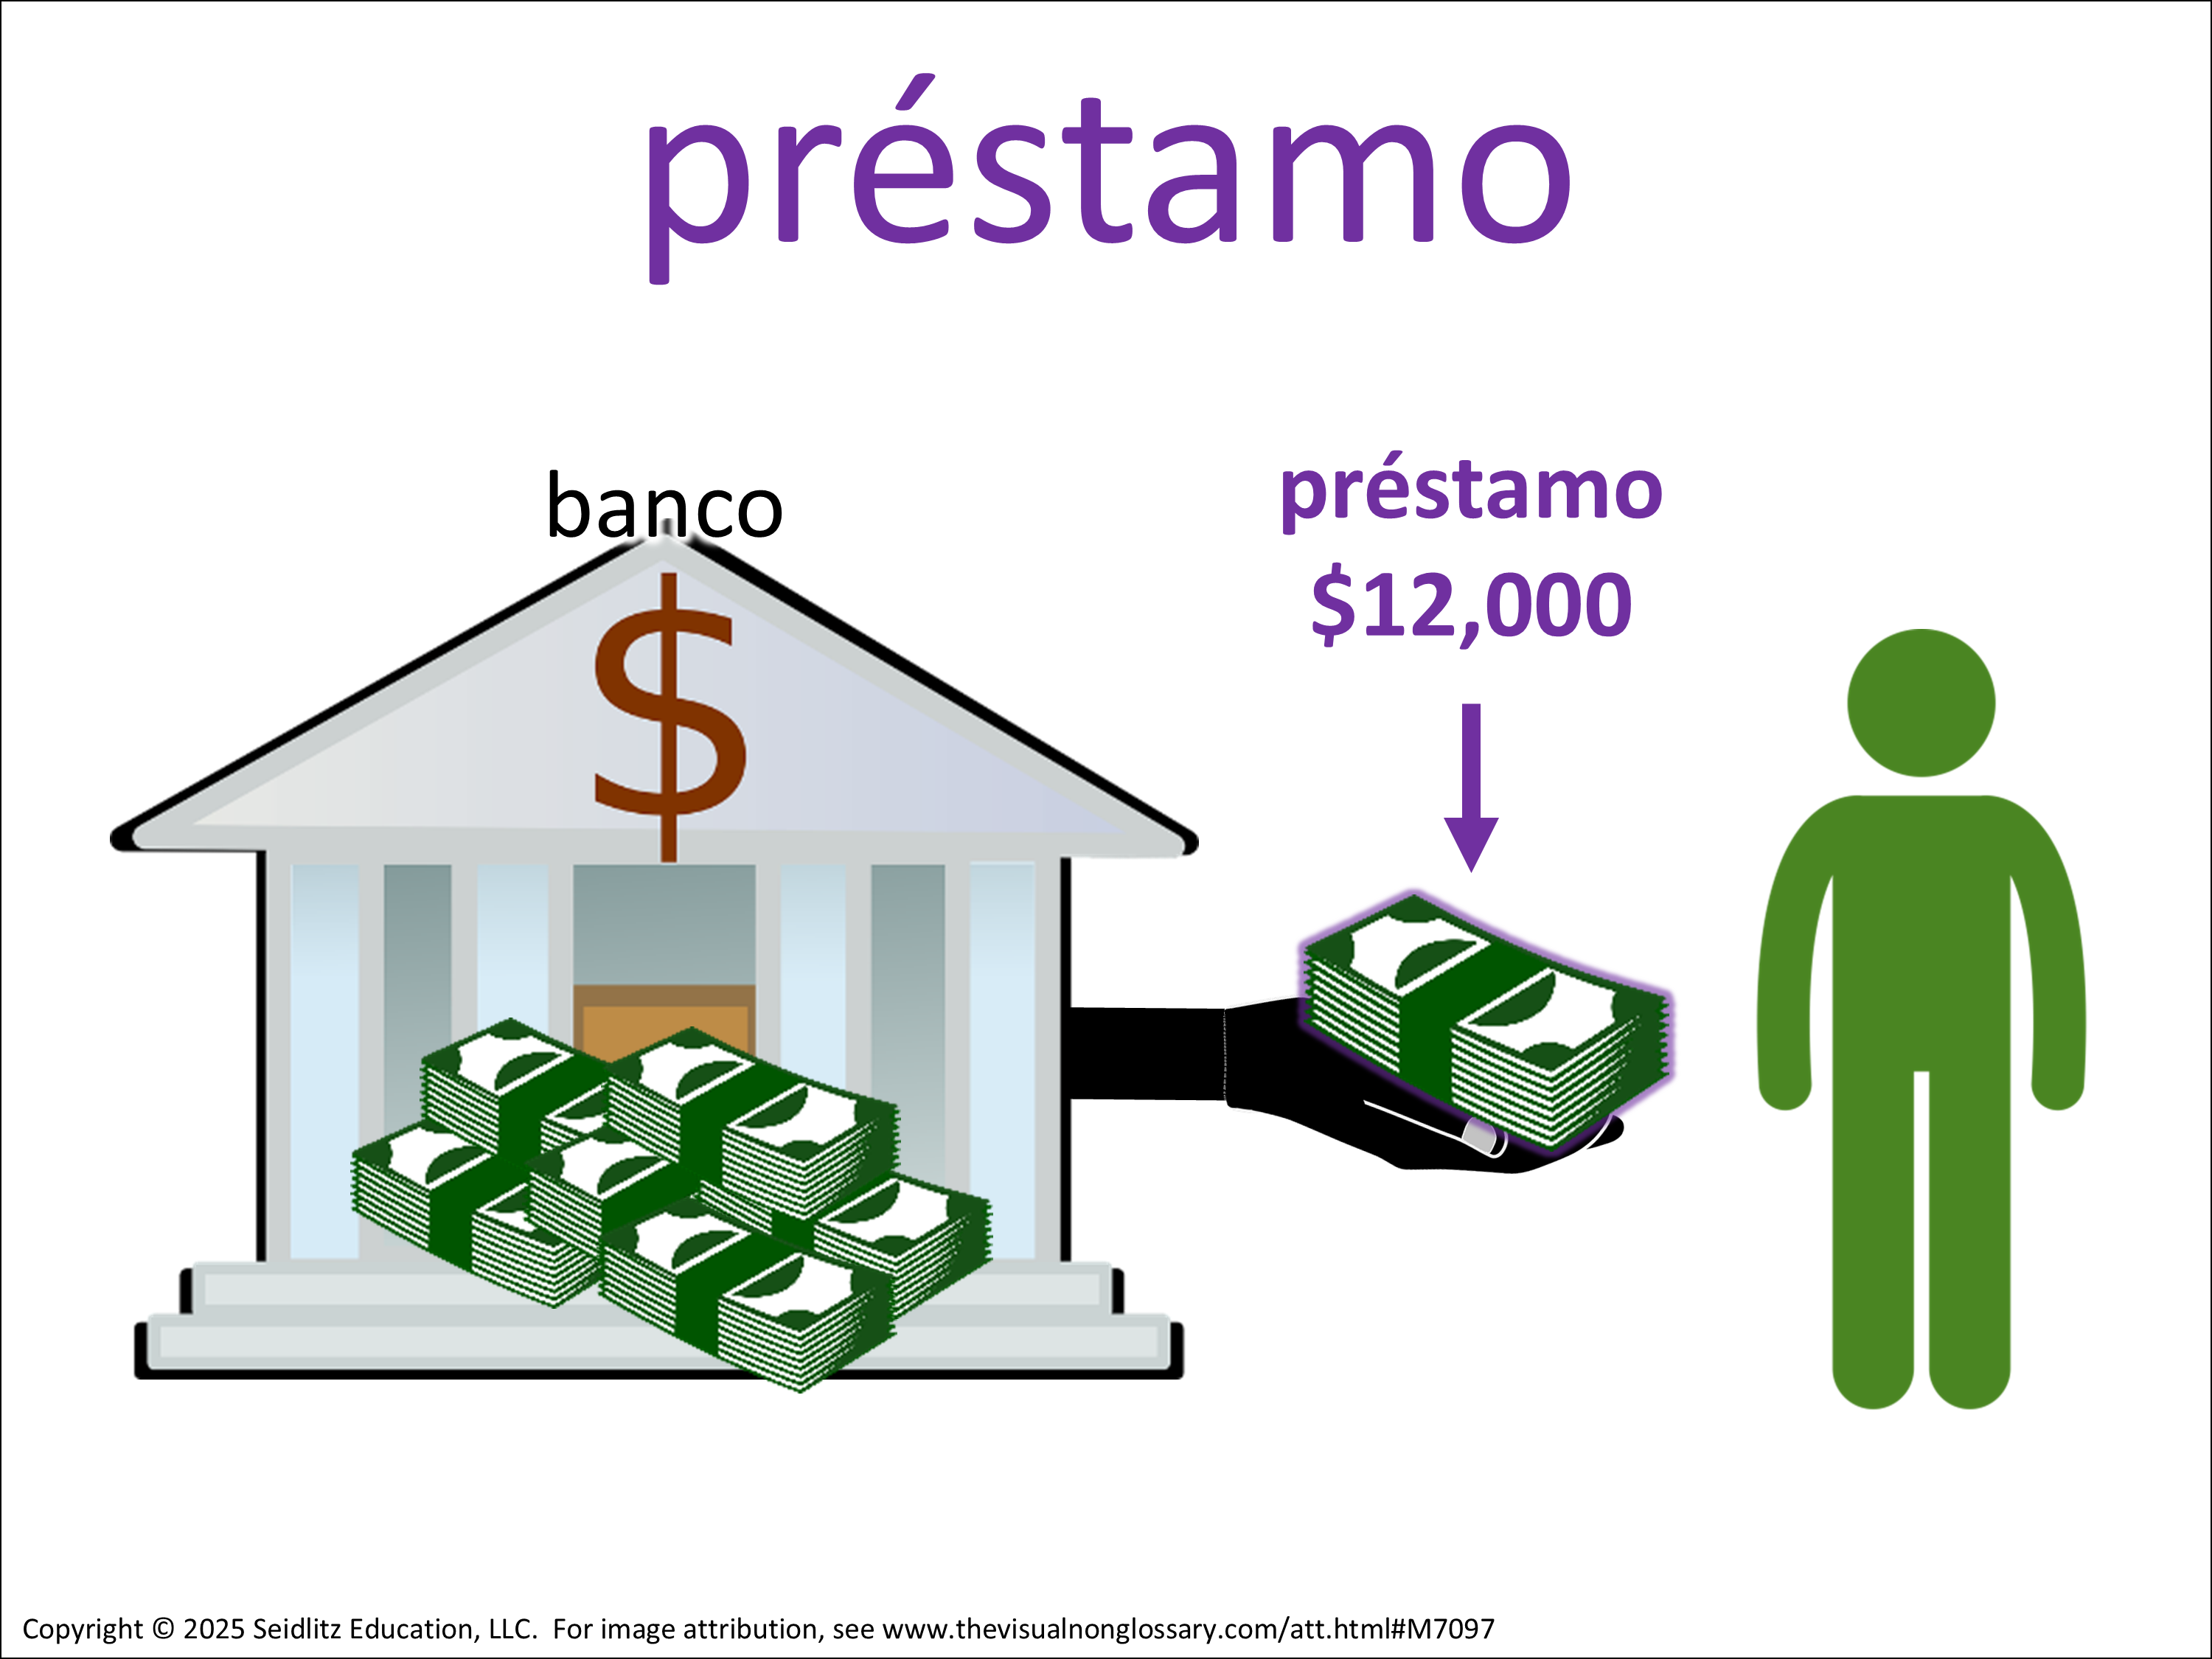 préstamo
banco
préstamo
$12,000
$
Copyright © 2025 Seidlitz Education, LLC.  For image attribution, see www.thevisualnonglossary.com/att.html#M7097